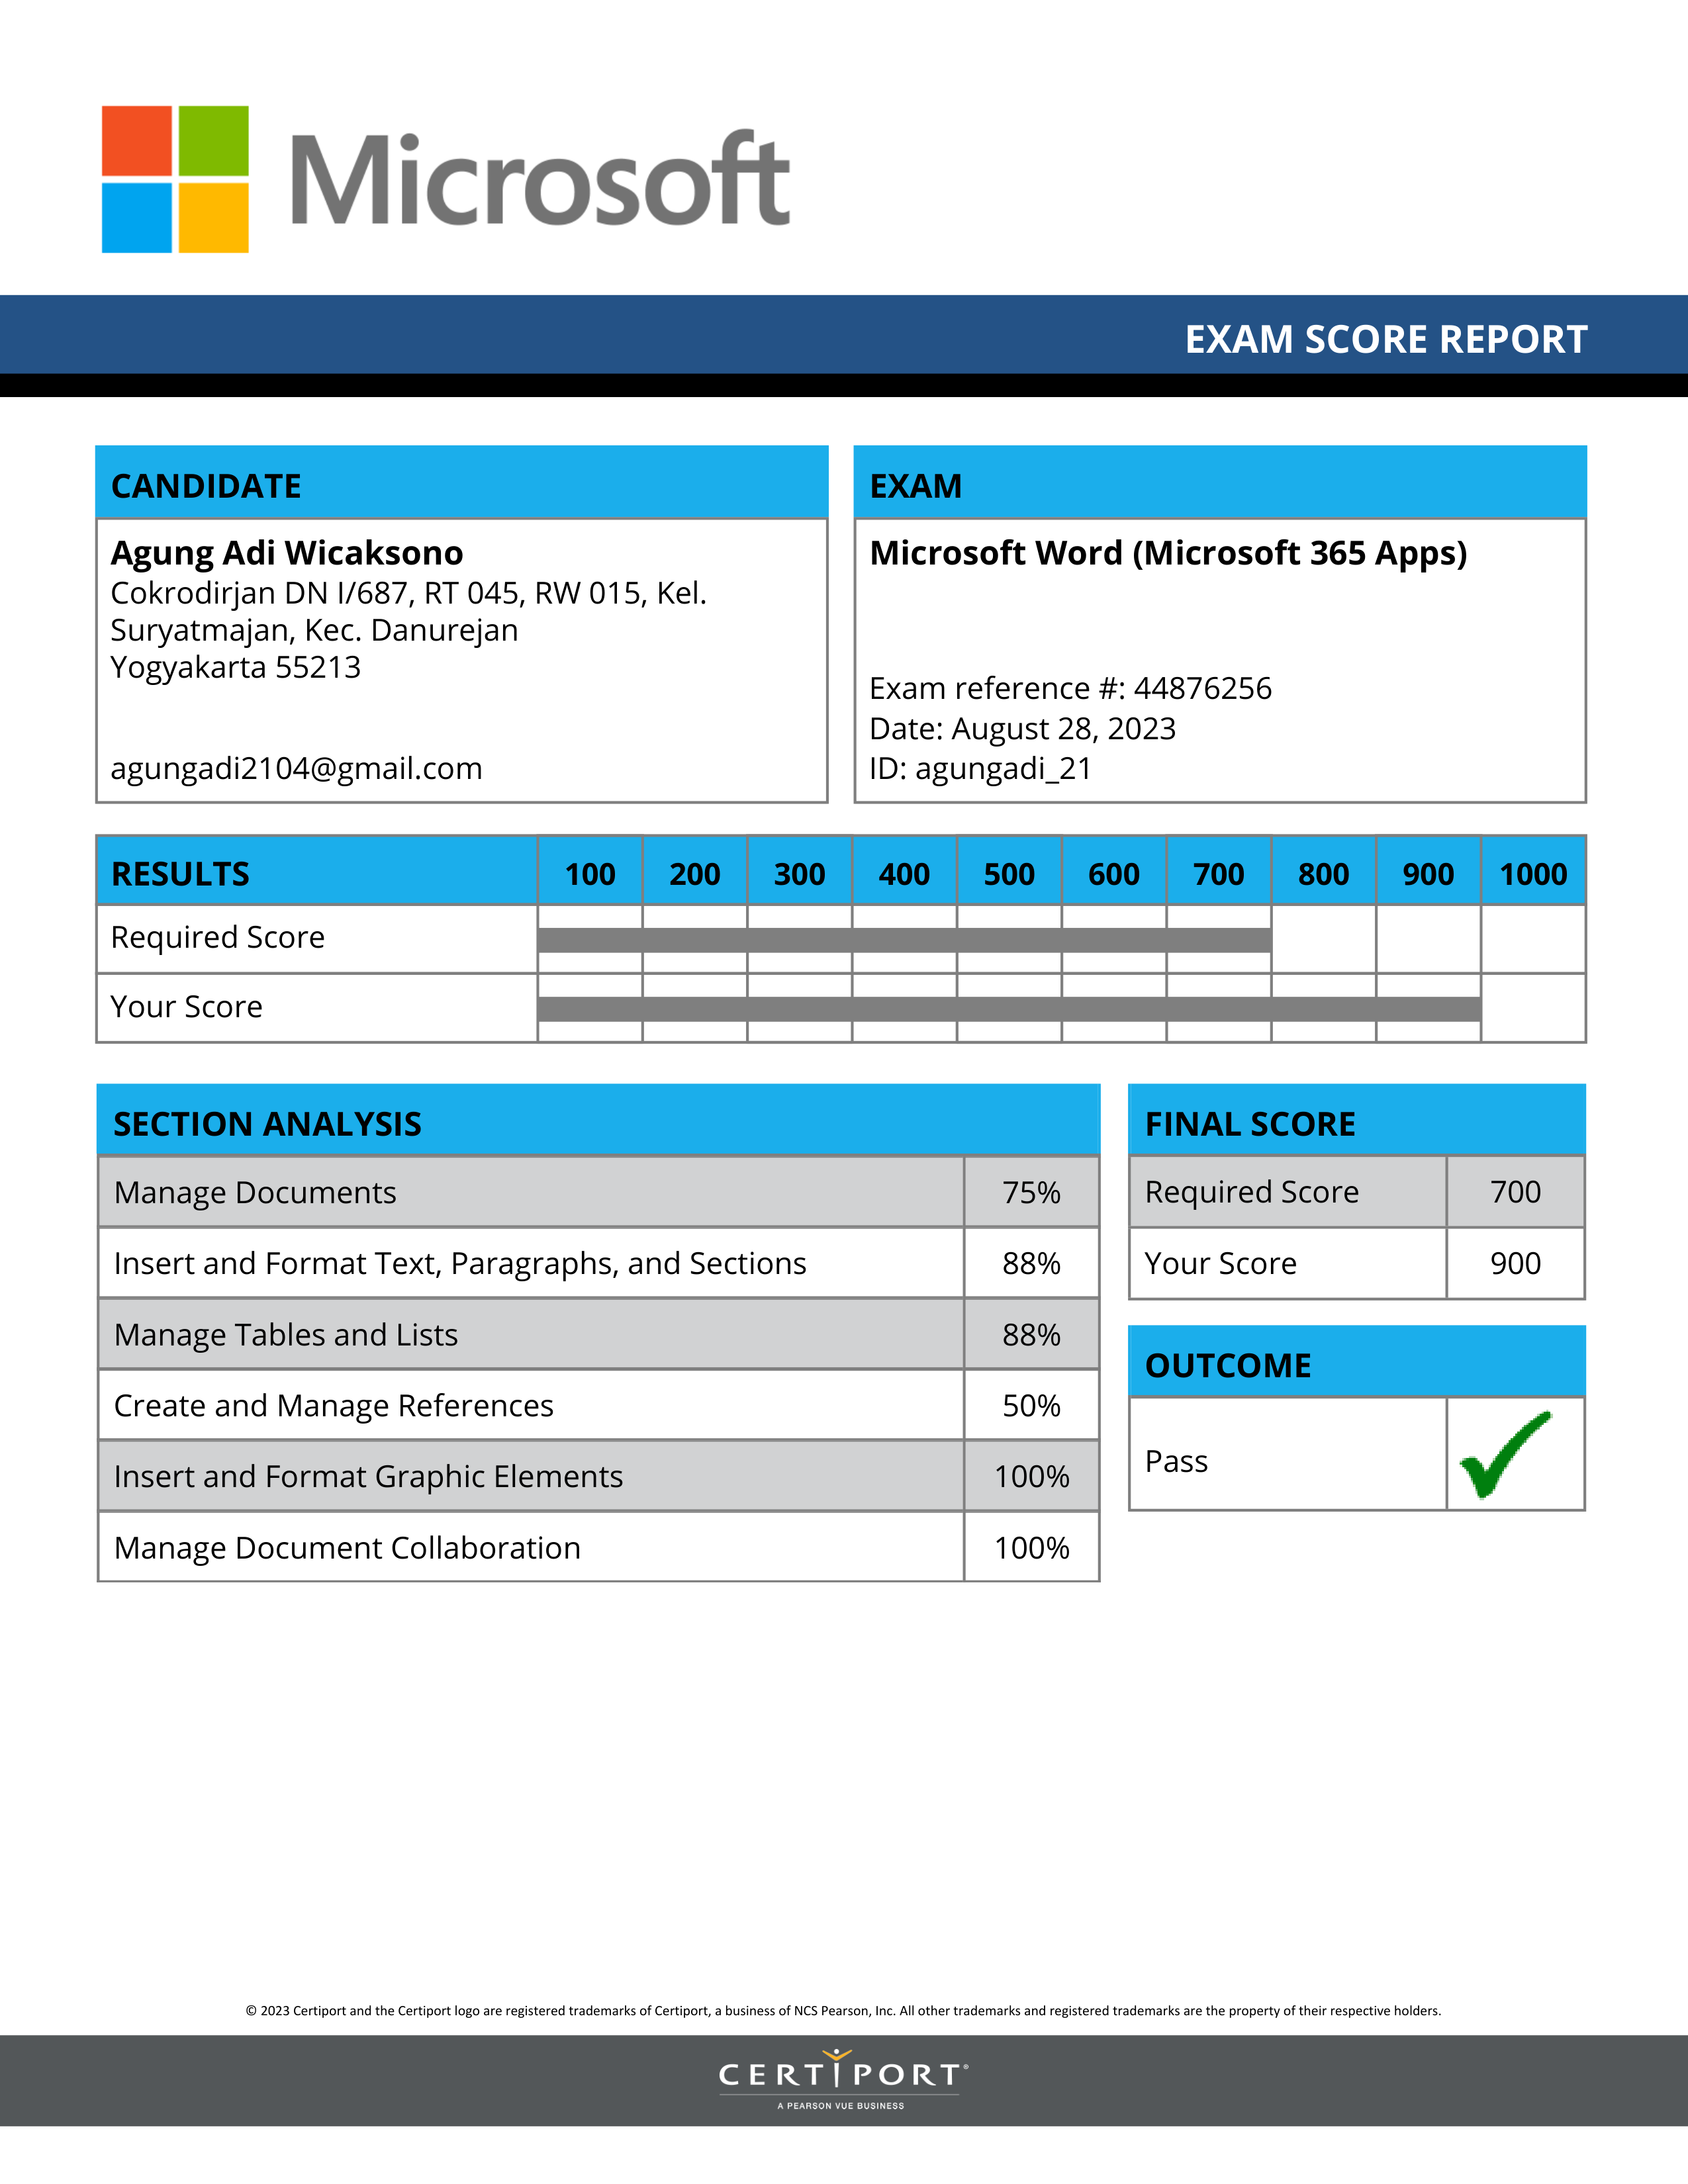 Microsoft
EXAM SCORE REPORT
CANDIDATE
Agung Adi Wicaksono
Cokrodirjan DN I/687, RT 045, RW 015, Kel.
Suryatmajan, Kec. Danurejan
Yogyakarta 55213
agungadi2104@gmail.com
EXAM
Microsoft Word (Microsoft 365 Apps)
Exam reference #: 44876256
Date: August 28, 2023
ID: agungadi_21
RESULTS 100 200 300 400 500 600 700 800 900 1000
Required Score
Your Score
SECTION ANALYSIS
Manage Documents 75%
Insert and Format Text, Paragraphs, and Sections 88%
Manage Tables and Lists 88%
Create and Manage References 50%
Insert and Format Graphic Elements 100%
Manage Document Collaboration 100%
FINAL SCORE
Required Score 700
Your Score 900
OUTCOME
Pass
© 2023 Certiport and the Certiport logo are registered trademarks of Certiport, a business of NCS Pearson, Inc. All other trademarks and registered trademarks are the property of their respective holders.
CERTIPORT®
A PEARSON VUE BUSINESS